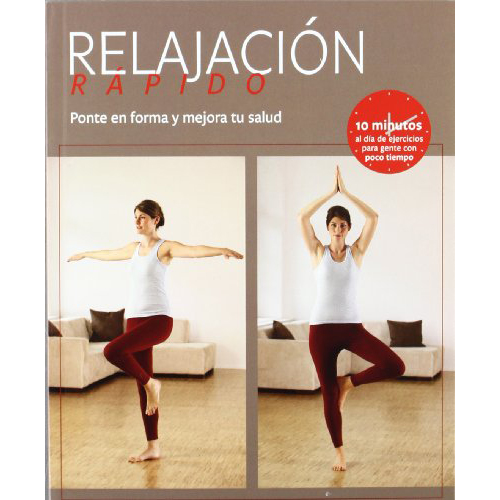 RELAJACIÓN
RÁPIDO
Ponte en forma y mejora tu salud
10 minutos
al día de ejercicios
para gente con
poco tiempo